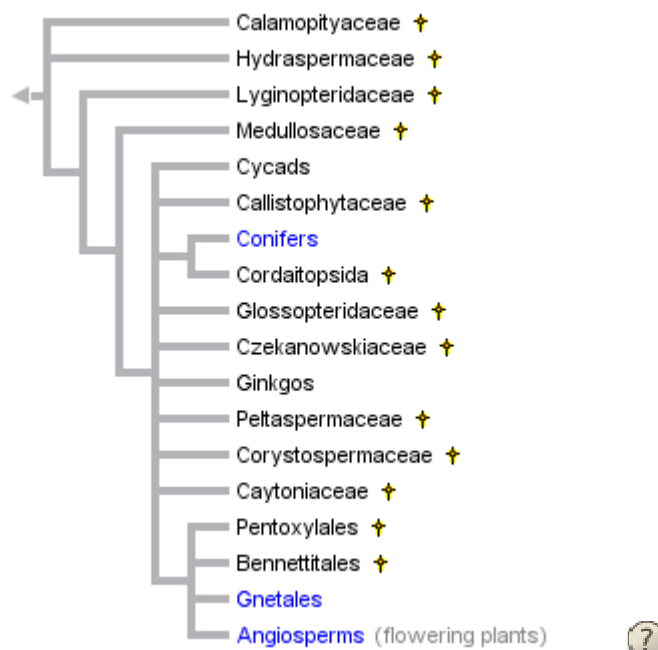 Calamopityaceae
Hydraspermaceae
Lyginopteridaceae
Medullosaceae
Cycads
Callistophytaceae
Conifers
Cordaitopsida
Glossopteridaceae
Czekanowskiaceae
Ginkgos
Peltaspermaceae
Corystospermaceae
Caytoniaceae
Pentoxylales
Bennettitales
Gnetales
Angiosperms (flowering plants)
?